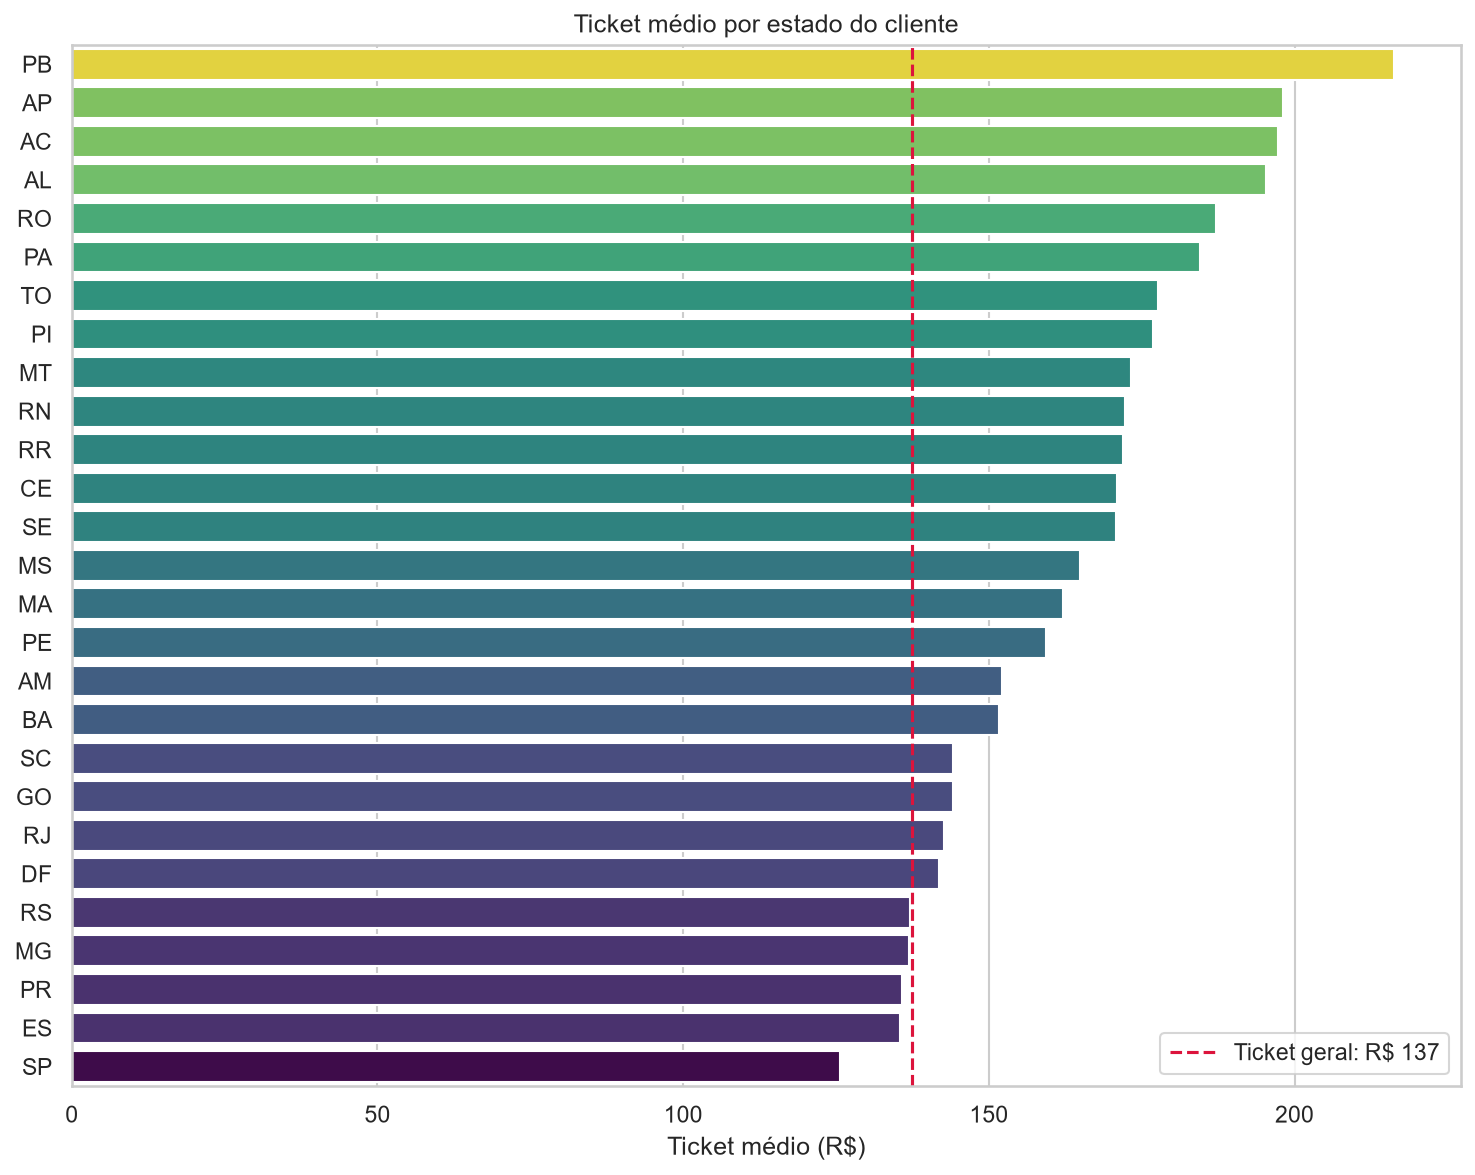 Ticket médio por estado do cliente
PB
AP
AC
AL
RO
PA
TO
PI
MT
RN
RR
CE
SE
MS
MA
PE
AM
BA
SC
GO
RJ
DF
RS
MG
PR
ES
SP
Ticket geral: R$ 137
0 50 100 150 200
Ticket médio (R$)